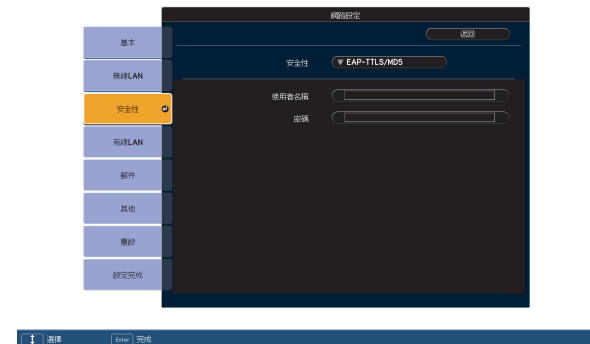 網路設定
返回
基本
無線LAN
安全性
有線LAN
郵件
其他
重設
設定完成
安全性 ▼ EAP-TTLS/MD5
使用者名稱
密碼
選擇 Enter 完成